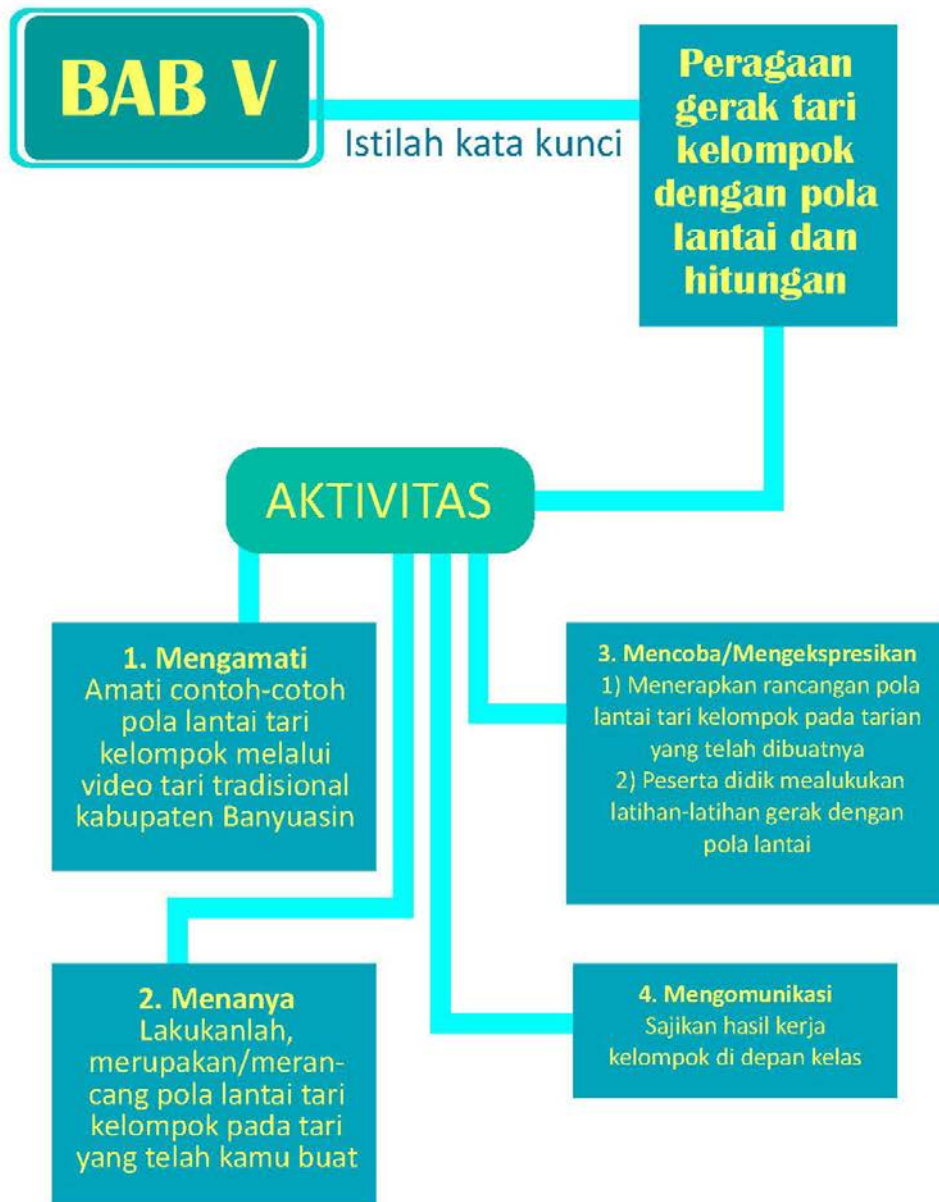 BAB V
Istilah kata kunci
Peragaan
gerak tari
kelompok
dengan pola
lantai dan
hitungan
AKTIVITAS
1. Mengamati
Amati contoh-cotoh
pola lantai tari
kelompok melalui
video tari tradisional
kabupaten Banyuasin
2. Menanya
Lakukanlah,
merupakan/meran-
cang pola lantai tari
kelompok pada tari
yang telah kamu buat
3. Mencoba/Mengekspresikan
1) Menerapkan rancangan pola
lantai tari kelompok pada tarian
yang telah dibuatnya
2) Peserta didik mealukukan
latihan-latihan gerak dengan
pola lantai
4. Mengomunikasi
Sajikan hasil kerja
kelompok di depan kelas